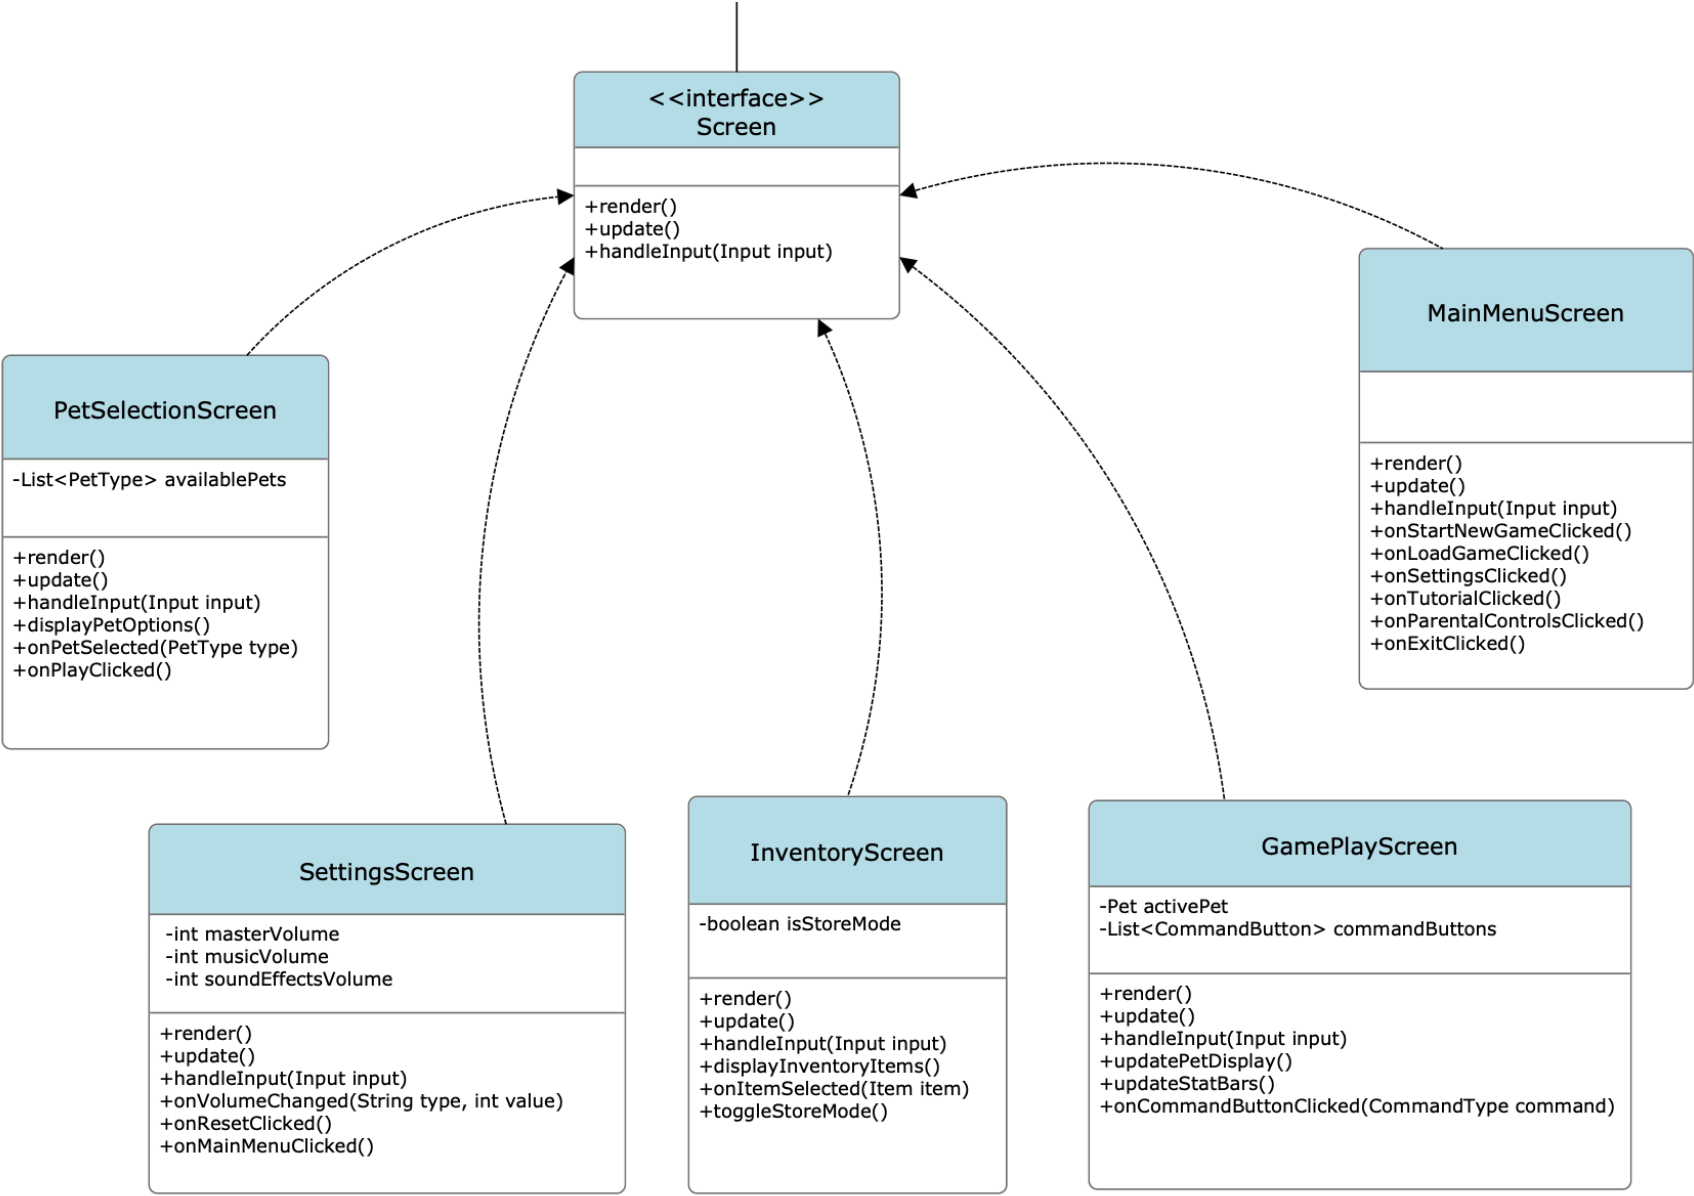 <<interface>>
Screen
+render()
+update()
+handleInput(Input input)
MainMenuScreen
+render()
+update()
+handleInput(Input input)
+onStartNewGameClicked()
+onLoadGameClicked()
+onSettingsClicked()
+onTutorialClicked()
+onParentalControlsClicked()
+onExitClicked()
PetSelectionScreen
-List<PetType> availablePets
+render()
+update()
+handleInput(Input input)
+displayPetOptions()
+onPetSelected(PetType type)
+onPlayClicked()
SettingsScreen
-int masterVolume
-int musicVolume
-int soundEffectsVolume
+render()
+update()
+handleInput(Input input)
+onVolumeChanged(String type, int value)
+onResetClicked()
+onMainMenuClicked()
InventoryScreen
-boolean isStoreMode
+render()
+update()
+handleInput(Input input)
+displayInventoryItems()
+onItemSelected(Item item)
+toggleStoreMode()
GamePlayScreen
-Pet activePet
-List<CommandButton> commandButtons
+render()
+update()
+handleInput(Input input)
+updatePetDisplay()
+updateStatBars()
+onCommandButtonClicked(CommandType command)